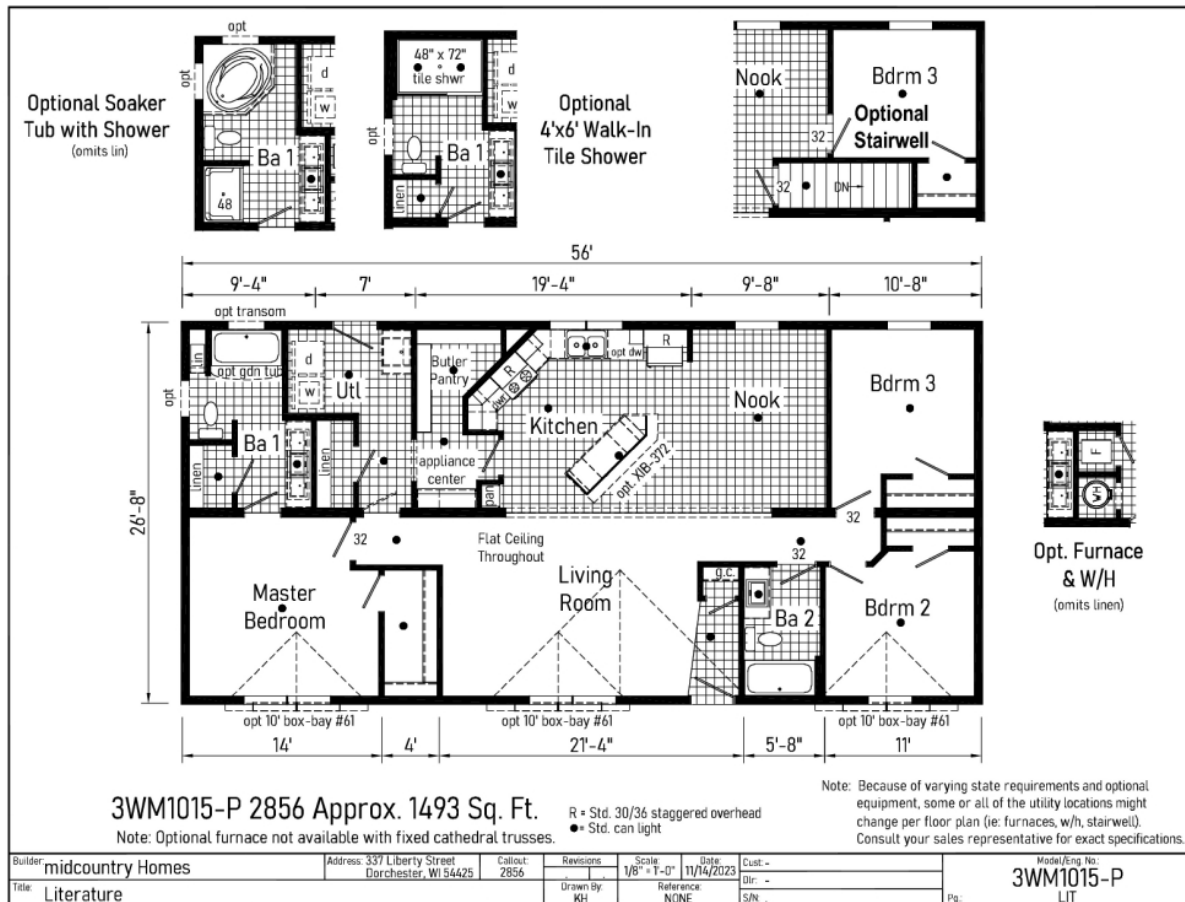 opt
opt
Optional Soaker
Tub with Shower
(omits lin)
d
w
Ba 1
48
48" x 72"
tile shwr
d
w
opt
Ba 1
linen
Optional
4'x6' Walk-In
Tile Shower
Nook
Bdrm 3
Optional
Stairwell
32
32
DN
56'
9'-4"
7'
19'-4"
9'-8"
10'-8"
opt transom
lin
opt gdn tub
d
w
Utl
opt
Ba 1
linen
linen
Butler
Pantry
R
dwr
opt dw
R
Kitchen
Nook
Bdrm 3
appliance
center
pan
opt. XIB-372
26'-8"
32
Flat Ceiling
Throughout
32
32
Master
Bedroom
Living
Room
g.c.
Ba 2
Bdrm 2
F
WH
Opt. Furnace
& W/H
(omits linen)
opt 10' box-bay #61
opt 10' box-bay #61
opt 10' box-bay #61
14'
4'
21'-4"
5'-8"
11'
3WM1015-P 2856 Approx. 1493 Sq. Ft.
R = Std. 30/36 staggered overhead
● = Std. can light
Note: Optional furnace not available with fixed cathedral trusses.
Note: Because of varying state requirements and optional
equipment, some or all of the utility locations might
change per floor plan (ie: furnaces, w/h, stairwell).
Consult your sales representative for exact specifications.
Builder: midcountry Homes
Address: 337 Liberty Street
Dorchester, WI 54425
Callout:
2856
Revisions
Scale:
1/8" = 1'-0"
Date:
11/14/2023
Cust:-
Dlr: -
S/N: .
Model/Eng. No.:
3WM1015-P
Title: Literature
Drawn By:
KH
Reference:
NONE
Pg.:
LIT